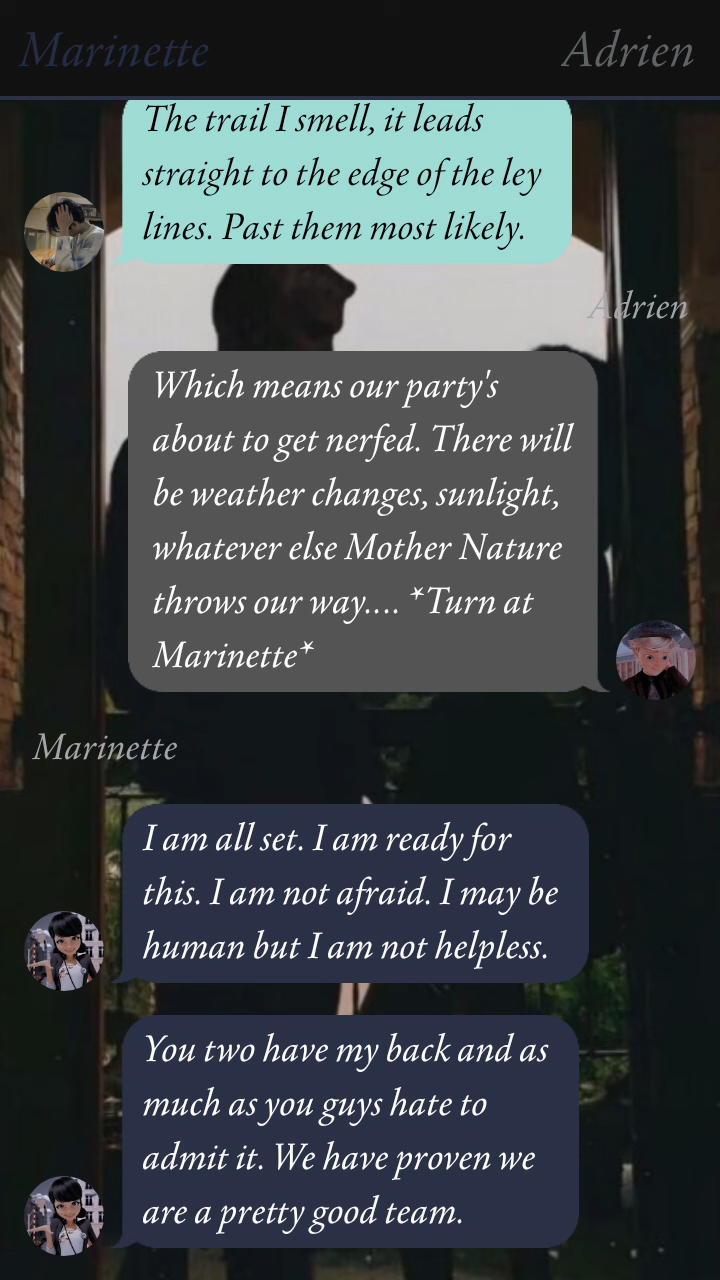 Marinette
Adrien
The trail I smell, it leads
straight to the edge of the ley
lines. Past them most likely.
Adrien
Which means our party's
about to get nerfed. There will
be weather changes, sunlight,
whatever else Mother Nature
throws our way.... *Turn at
Marinette*
Marinette
I am all set. I am ready for
this. I am not afraid. I may be
human but I am not helpless.
You two have my back and as
much as you guys hate to
admit it. We have proven we
are a pretty good team.